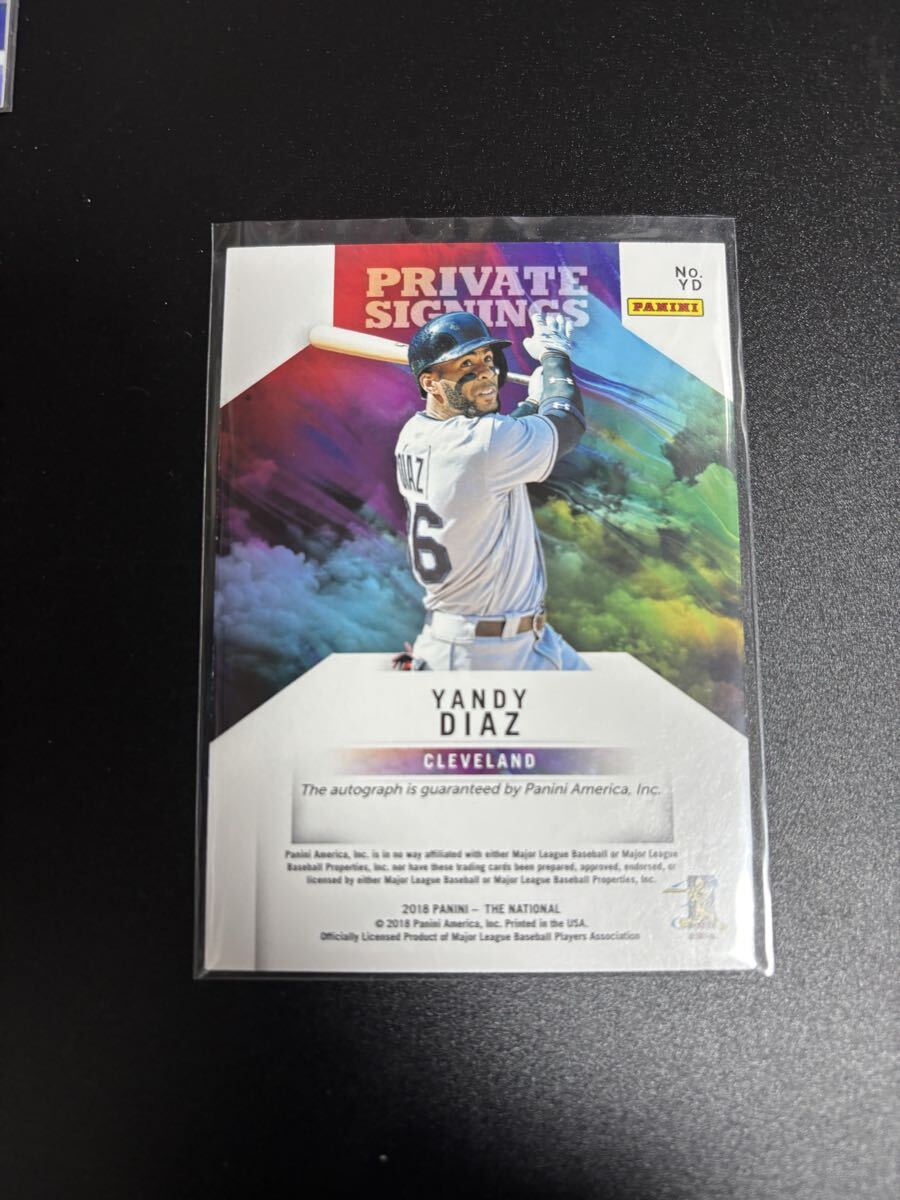 PRIVATE
SIGNINGS
No.
YD
PANINI
DIAZ
YANDY
DIAZ
CLEVELAND
The autograph is guaranteed by Panini America, Inc.
Panini America, Inc. is in no way affiliated with either Major League Baseball or Major League
Baseball Properties, Inc. nor have these trading cards been prepared, approved, endorsed, or
licensed by either Major League Baseball or Major League Baseball Properties, Inc.
2018 PANINI – THE NATIONAL
© 2018 Panini America, Inc. Printed in the USA.
Officially Licensed Product of Major League Baseball Players Association